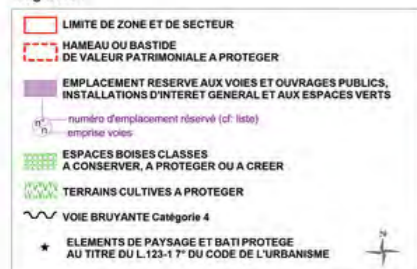 LIMITE DE ZONE ET DE SECTEUR
HAMEAU OU BASTIDE
DE VALEUR PATRIMONIALE A PROTEGER
EMPLACEMENT RESERVE AUX VOIES ET OUVRAGES PUBLICS,
INSTALLATIONS D'INTERET GENERAL ET AUX ESPACES VERTS
numéro d'emplacement réservé (cf: liste)
emprise voies
ESPACES BOISES CLASSES
A CONSERVER, A PROTEGER OU A CREER
TERRAINS CULTIVES A PROTEGER
VOIE BRUYANTE Catégorie 4
ELEMENTS DE PAYSAGE ET BATI PROTEGE
AU TITRE DU L.123-1 7° DU CODE DE L'URBANISME
N